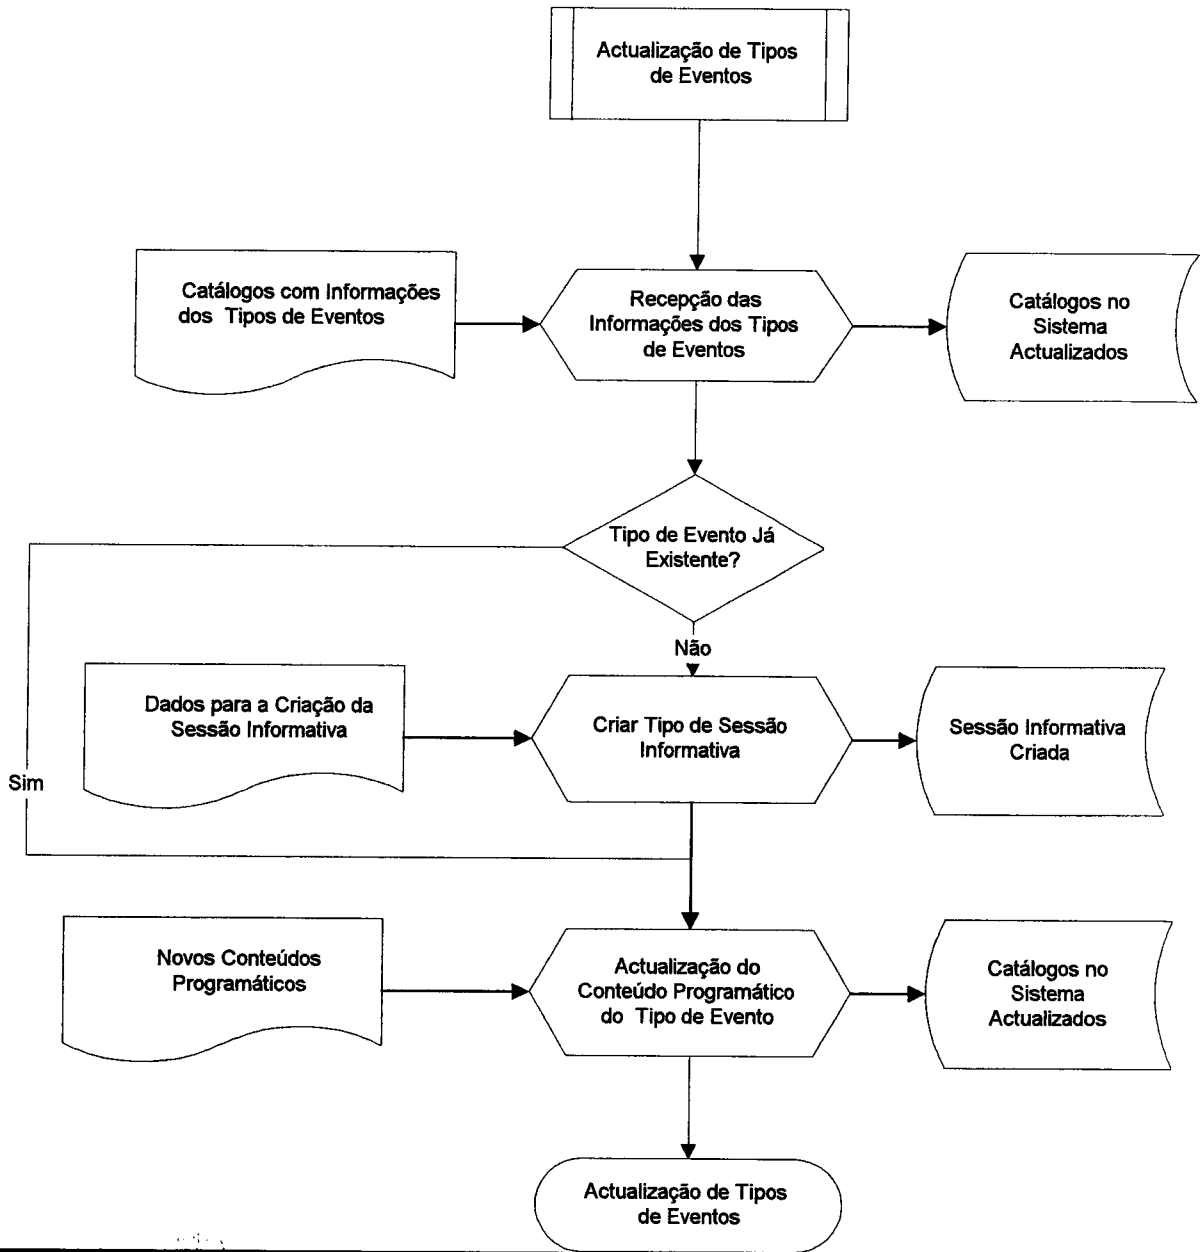 Actualização de Tipos
de Eventos
Catálogos com Informações
dos Tipos de Eventos
Recepção das
Informações dos Tipos
de Eventos
Catálogos no
Sistema
Actualizados
Tipo de Evento Já
Existente?
Não
Dados para a Criação da
Sessão Informativa
Criar Tipo de Sessão
Informativa
Sessão Informativa
Criada
Sim
Novos Conteúdos
Programáticos
Actualização do
Conteúdo Programático
do Tipo de Evento
Catálogos no
Sistema
Actualizados
Actualização de Tipos
de Eventos